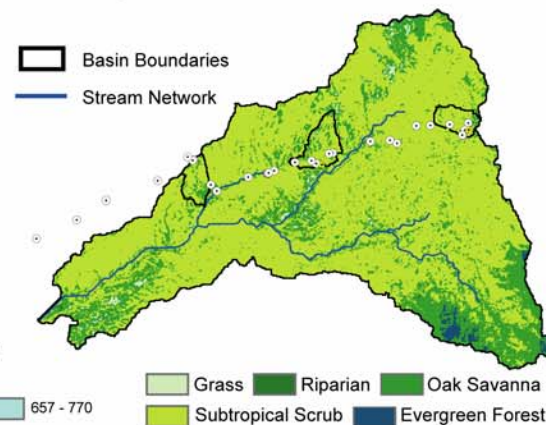 Basin Boundaries
Stream Network
Grass Riparian Oak Savanna
657 - 770
Subtropical Scrub Evergreen Forest